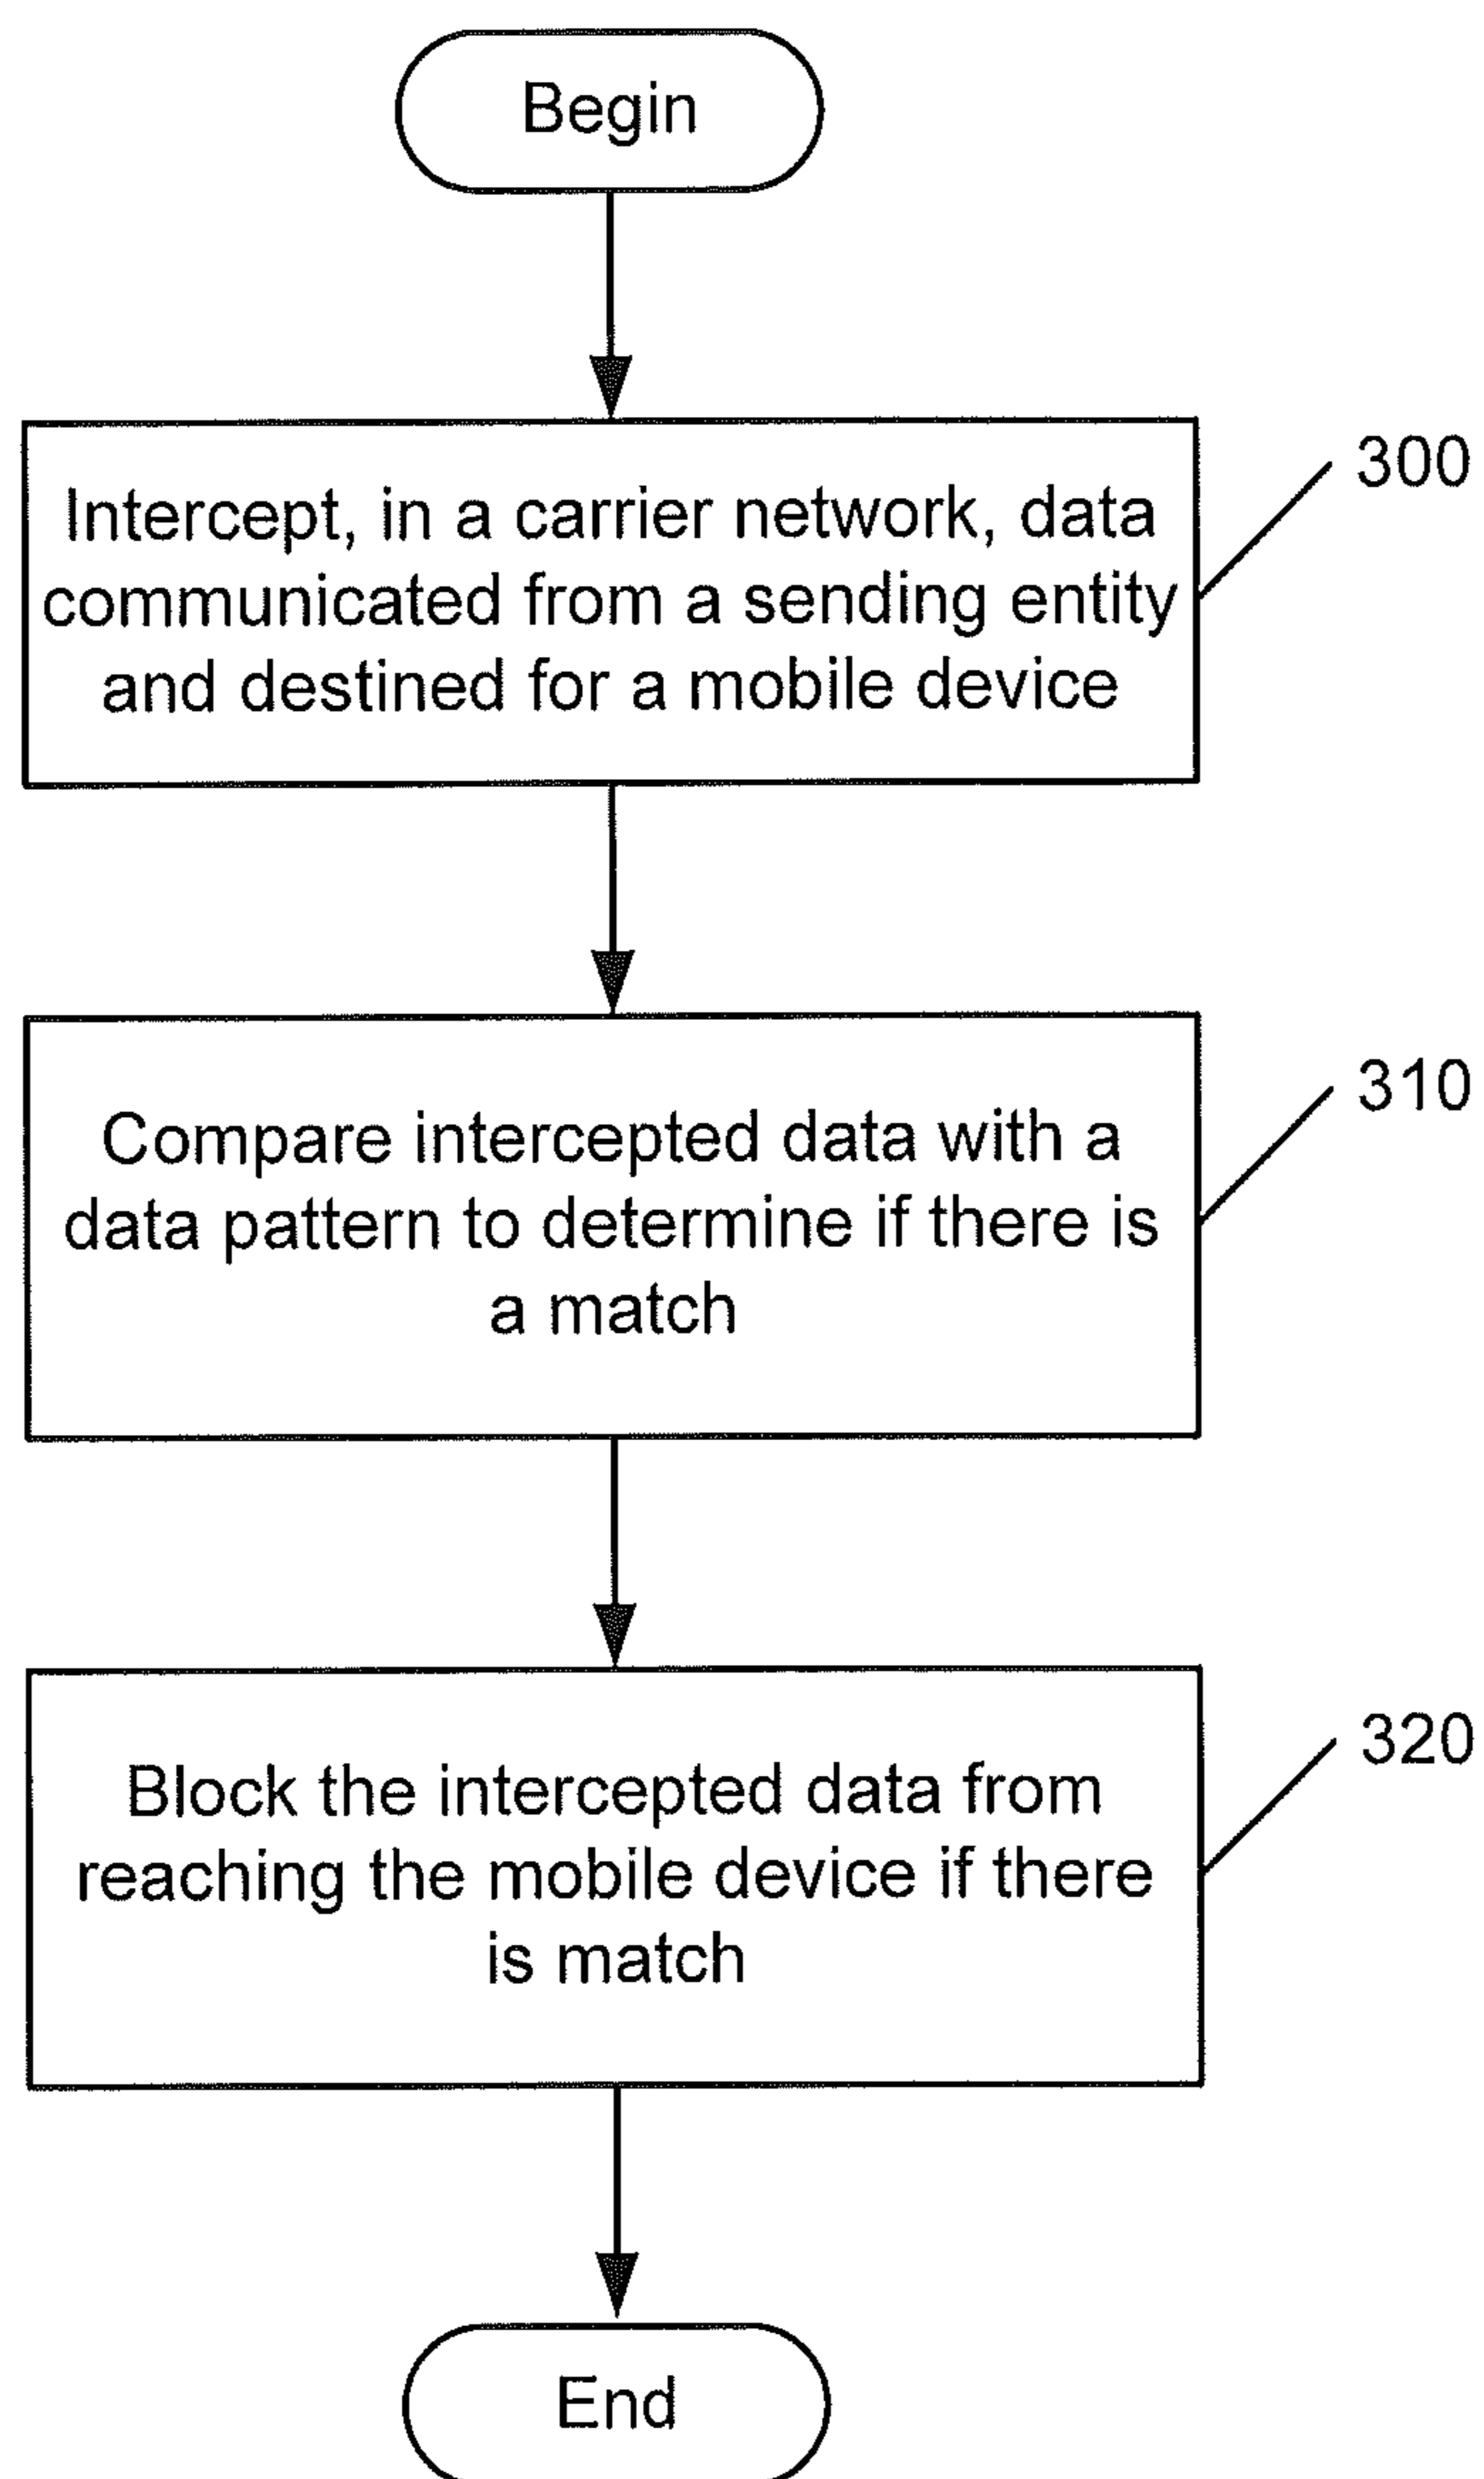 Begin
Intercept, in a carrier network, data
communicated from a sending entity
and destined for a mobile device
300
Compare intercepted data with a
data pattern to determine if there is
a match
310
Block the intercepted data from
reaching the mobile device if there
is match
320
End